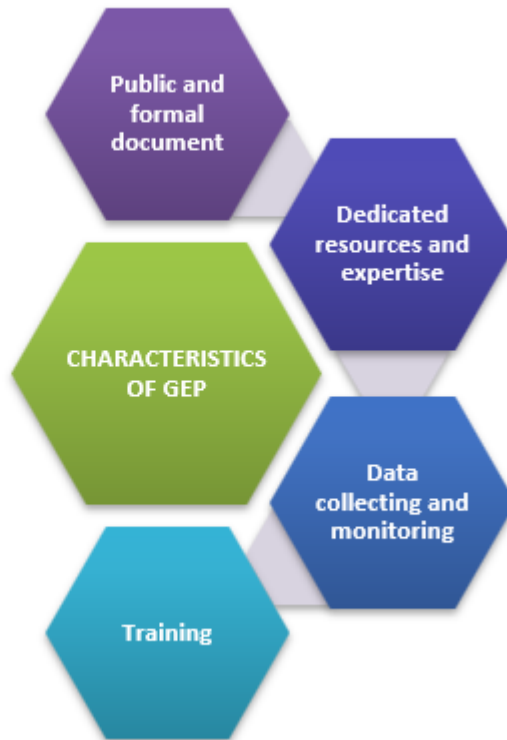 Public and
formal
document
Dedicated
resources and
expertise
CHARACTERISTICS
OF GEP
Data
collecting and
monitoring
Training